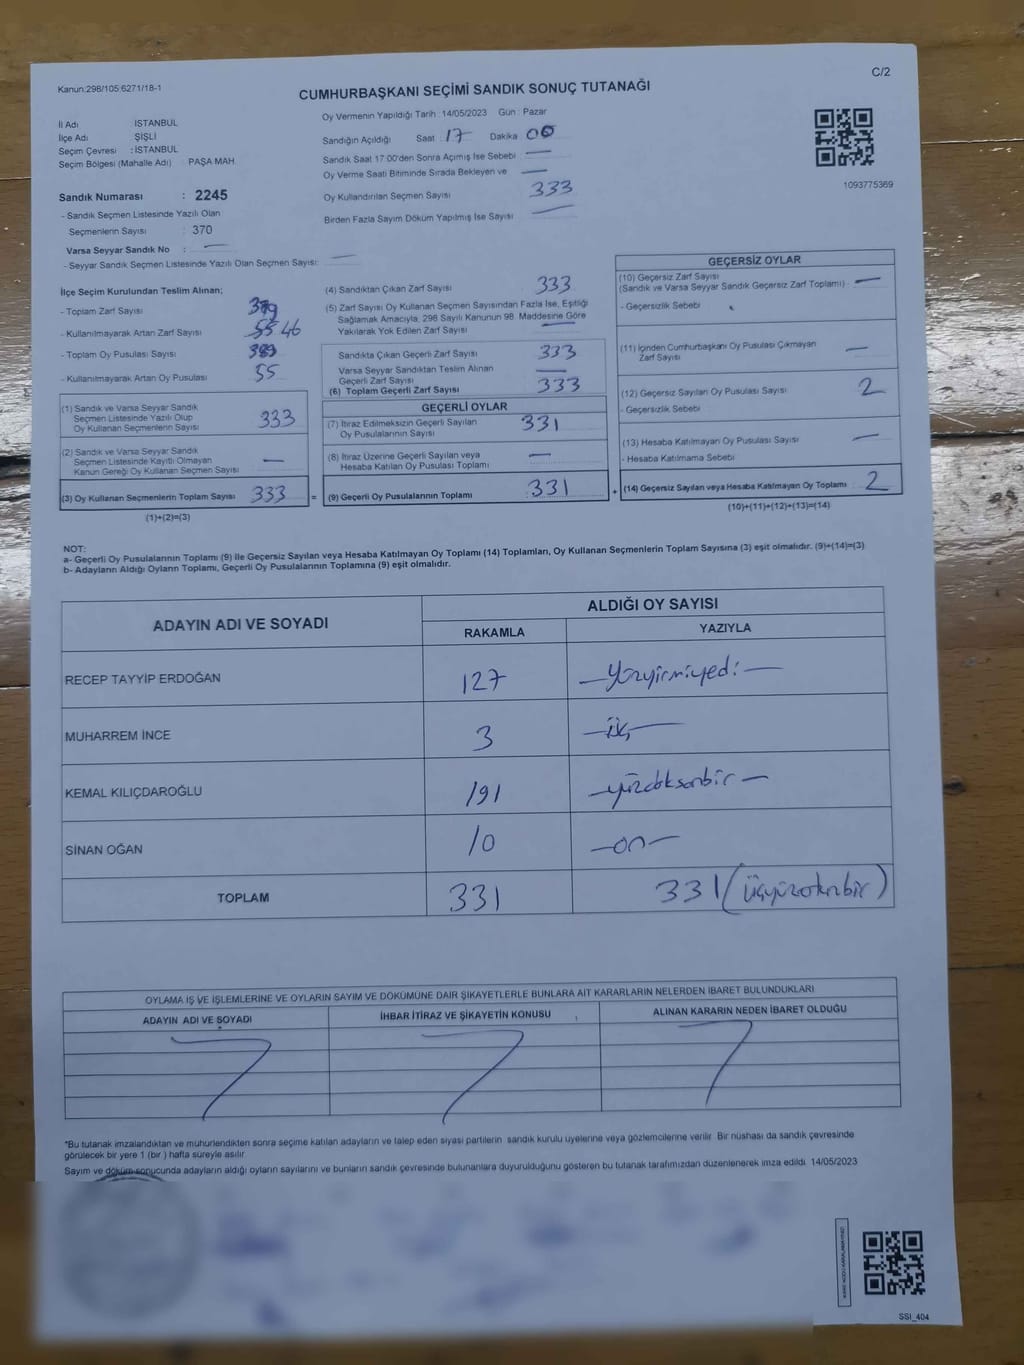 C/2
Kanun:298/105.6271/18-1
CUMHURBAŞKANI SEÇİMİ SANDIK SONUÇ TUTANAĞI
İl Adı İSTANBUL
İlçe Adı ŞİŞLİ
Seçim Çevresi : İSTANBUL
Seçim Bölgesi (Mahalle Adı) : PAŞA MAH.
Sandık Numarası : 2245
- Sandık Seçmen Listesinde Yazılı Olan
Seçmenlerin Sayısı : 370
Varsa Seyyar Sandık No : —
- Seyyar Sandık Seçmen Listesinde Yazılı Olan Seçmen Sayısı: —
Oy Vermenin Yapıldığı Tarih : 14/05/2023 Gün : Pazar
Sandığın Açıldığı Saat : 17 Dakika : 00
Sandık Saat 17:00'den Sonra Açımış İse Sebebi : —
Oy Verme Saati Bitiminde Sırada Bekleyen ve —
Oy Kullandırılan Seçmen Sayısı 333
Birden Fazla Sayım Döküm Yapılmış İse Sayısı —
1093775369
İlçe Seçim Kurulundan Teslim Alınan;
- Toplam Zarf Sayısı
- Kullanılmayarak Artan Zarf Sayısı 46
- Toplam Oy Pusulası Sayısı
- Kullanılmayarak Artan Oy Pusulası 55
(1) Sandık ve Varsa Seyyar Sandık
Seçmen Listesinde Yazılı Olup
Oy Kullanan Seçmenlerin Sayısı 333
(2) Sandık ve Varsa Seyyar Sandık
Seçmen Listesinde Kayıtlı Olmayan
Kanun Gereği Oy Kullanan Seçmen Sayısı —
(3) Oy Kullanan Seçmenlerin Toplam Sayısı 333 =
(1)+(2)=(3)
(4) Sandıktan Çıkan Zarf Sayısı 333
(5) Zarf Sayısı Oy Kullanan Seçmen Sayısından Fazla İse, Eşitliği
Sağlamak Amacıyla, 298 Sayılı Kanunun 98. Maddesine Göre
Yakılarak Yok Edilen Zarf Sayısı —
Sandıkta Çıkan Geçerli Zarf Sayısı 333
Varsa Seyyar Sandıktan Teslim Alınan
Geçerli Zarf Sayısı —
(6) Toplam Geçerli Zarf Sayısı 333
GEÇERLİ OYLAR
(7) İtiraz Edilmeksizin Geçerli Sayılan
Oy Pusulalarının Sayısı 331
(8) İtiraz Üzerine Geçerli Sayılan veya
Hesaba Katılan Oy Pusulası Toplamı —
(9) Geçerli Oy Pusulalarının Toplamı 331 +
GEÇERSİZ OYLAR
(10) Geçersiz Zarf Sayısı
(Sandık ve Varsa Seyyar Sandık Geçersiz Zarf Toplamı) : —
- Geçersizlik Sebebi :
(11) İçinden Cumhurbaşkanı Oy Pusulası Çıkmayan
Zarf Sayısı —
(12) Geçersiz Sayılan Oy Pusulası Sayısı : 2
- Geçersizlik Sebebi :
(13) Hesaba Katılmayan Oy Pusulası Sayısı : —
- Hesaba Katılmama Sebebi :
(14) Geçersiz Sayılan veya Hesaba Katılmayan Oy Toplamı : 2
(10)+(11)+(12)+(13)=(14)
NOT:
a- Geçerli Oy Pusulalarının Toplamı (9) ile Geçersiz Sayılan veya Hesaba Katılmayan Oy Toplamı (14) Toplamları, Oy Kullanan Seçmenlerin Toplam Sayısına (3) eşit olmalıdır. (9)+(14)=(3)
b- Adayların Aldığı Oyların Toplamı, Geçerli Oy Pusulalarının Toplamına (9) eşit olmalıdır.
ADAYIN ADI VE SOYADI ALDIĞI OY SAYISI
RAKAMLA YAZIYLA
RECEP TAYYİP ERDOĞAN 127 —yüzyirmiyedi—
MUHARREM İNCE 3 —üç—
KEMAL KILIÇDAROĞLU 191 —yüzdoksanbir—
SİNAN OĞAN 10 —on—
TOPLAM 331 331 (üçyüzotuzbir)
OYLAMA İŞ VE İŞLEMLERİNE VE OYLARIN SAYIM VE DÖKÜMÜNE DAİR ŞİKAYETLERLE BUNLARA AİT KARARLARIN NELERDEN İBARET BULUNDUKLARI
ADAYIN ADI VE SOYADI İHBAR İTİRAZ VE ŞİKAYETİN KONUSU ALINAN KARARIN NEDEN İBARET OLDUĞU
*Bu tutanak imzalandıktan ve mühürlendikten sonra seçime katılan adayların ve talep eden siyasi partilerin sandık kurulu üyelerine veya gözlemcilerine verilir. Bir nüshası da sandık çevresinde
görülecek bir yere 1 (bir ) hafta süreyle asılır.
Sayım ve döküm sonucunda adayların aldığı oyların sayılarını ve bunların sandık çevresinde bulunanlara duyurulduğunu gösteren bu tutanak tarafımızdan düzenlenerek imza edildi. 14/05/2023
SSI_404